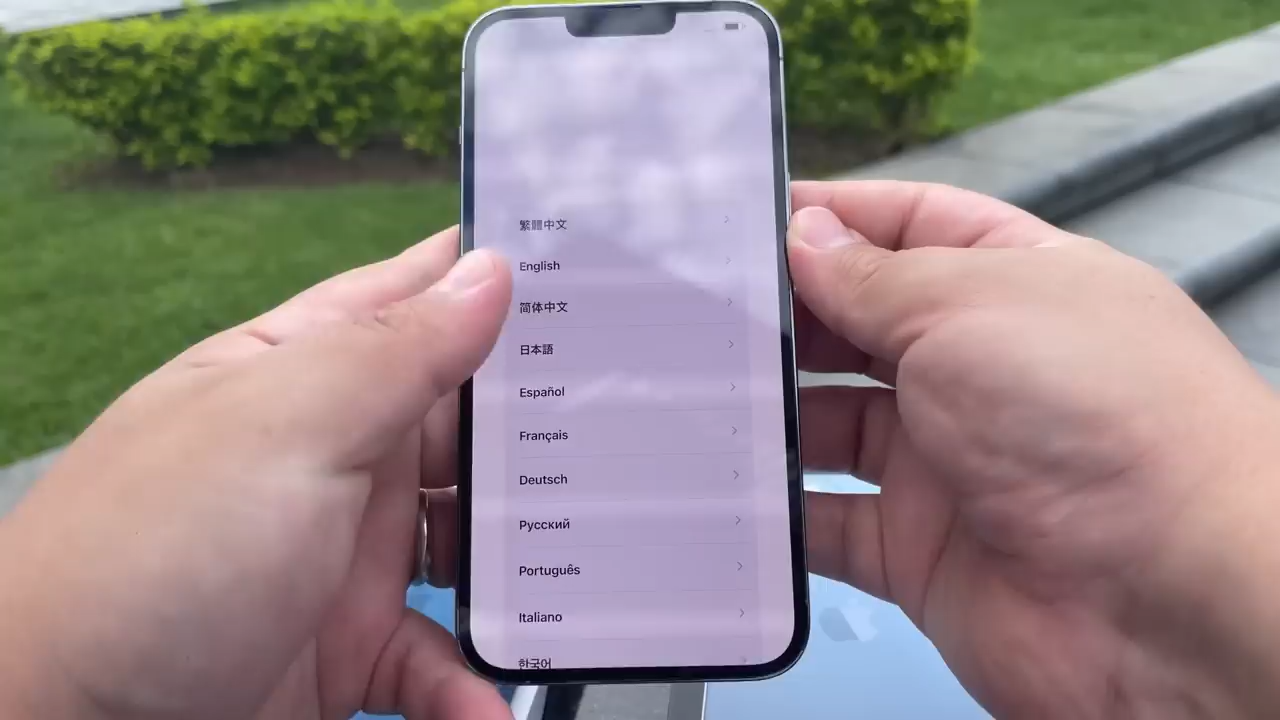 繁體中文
English
简体中文
日本語
Español
Français
Deutsch
Русский
Português
Italiano
한국어